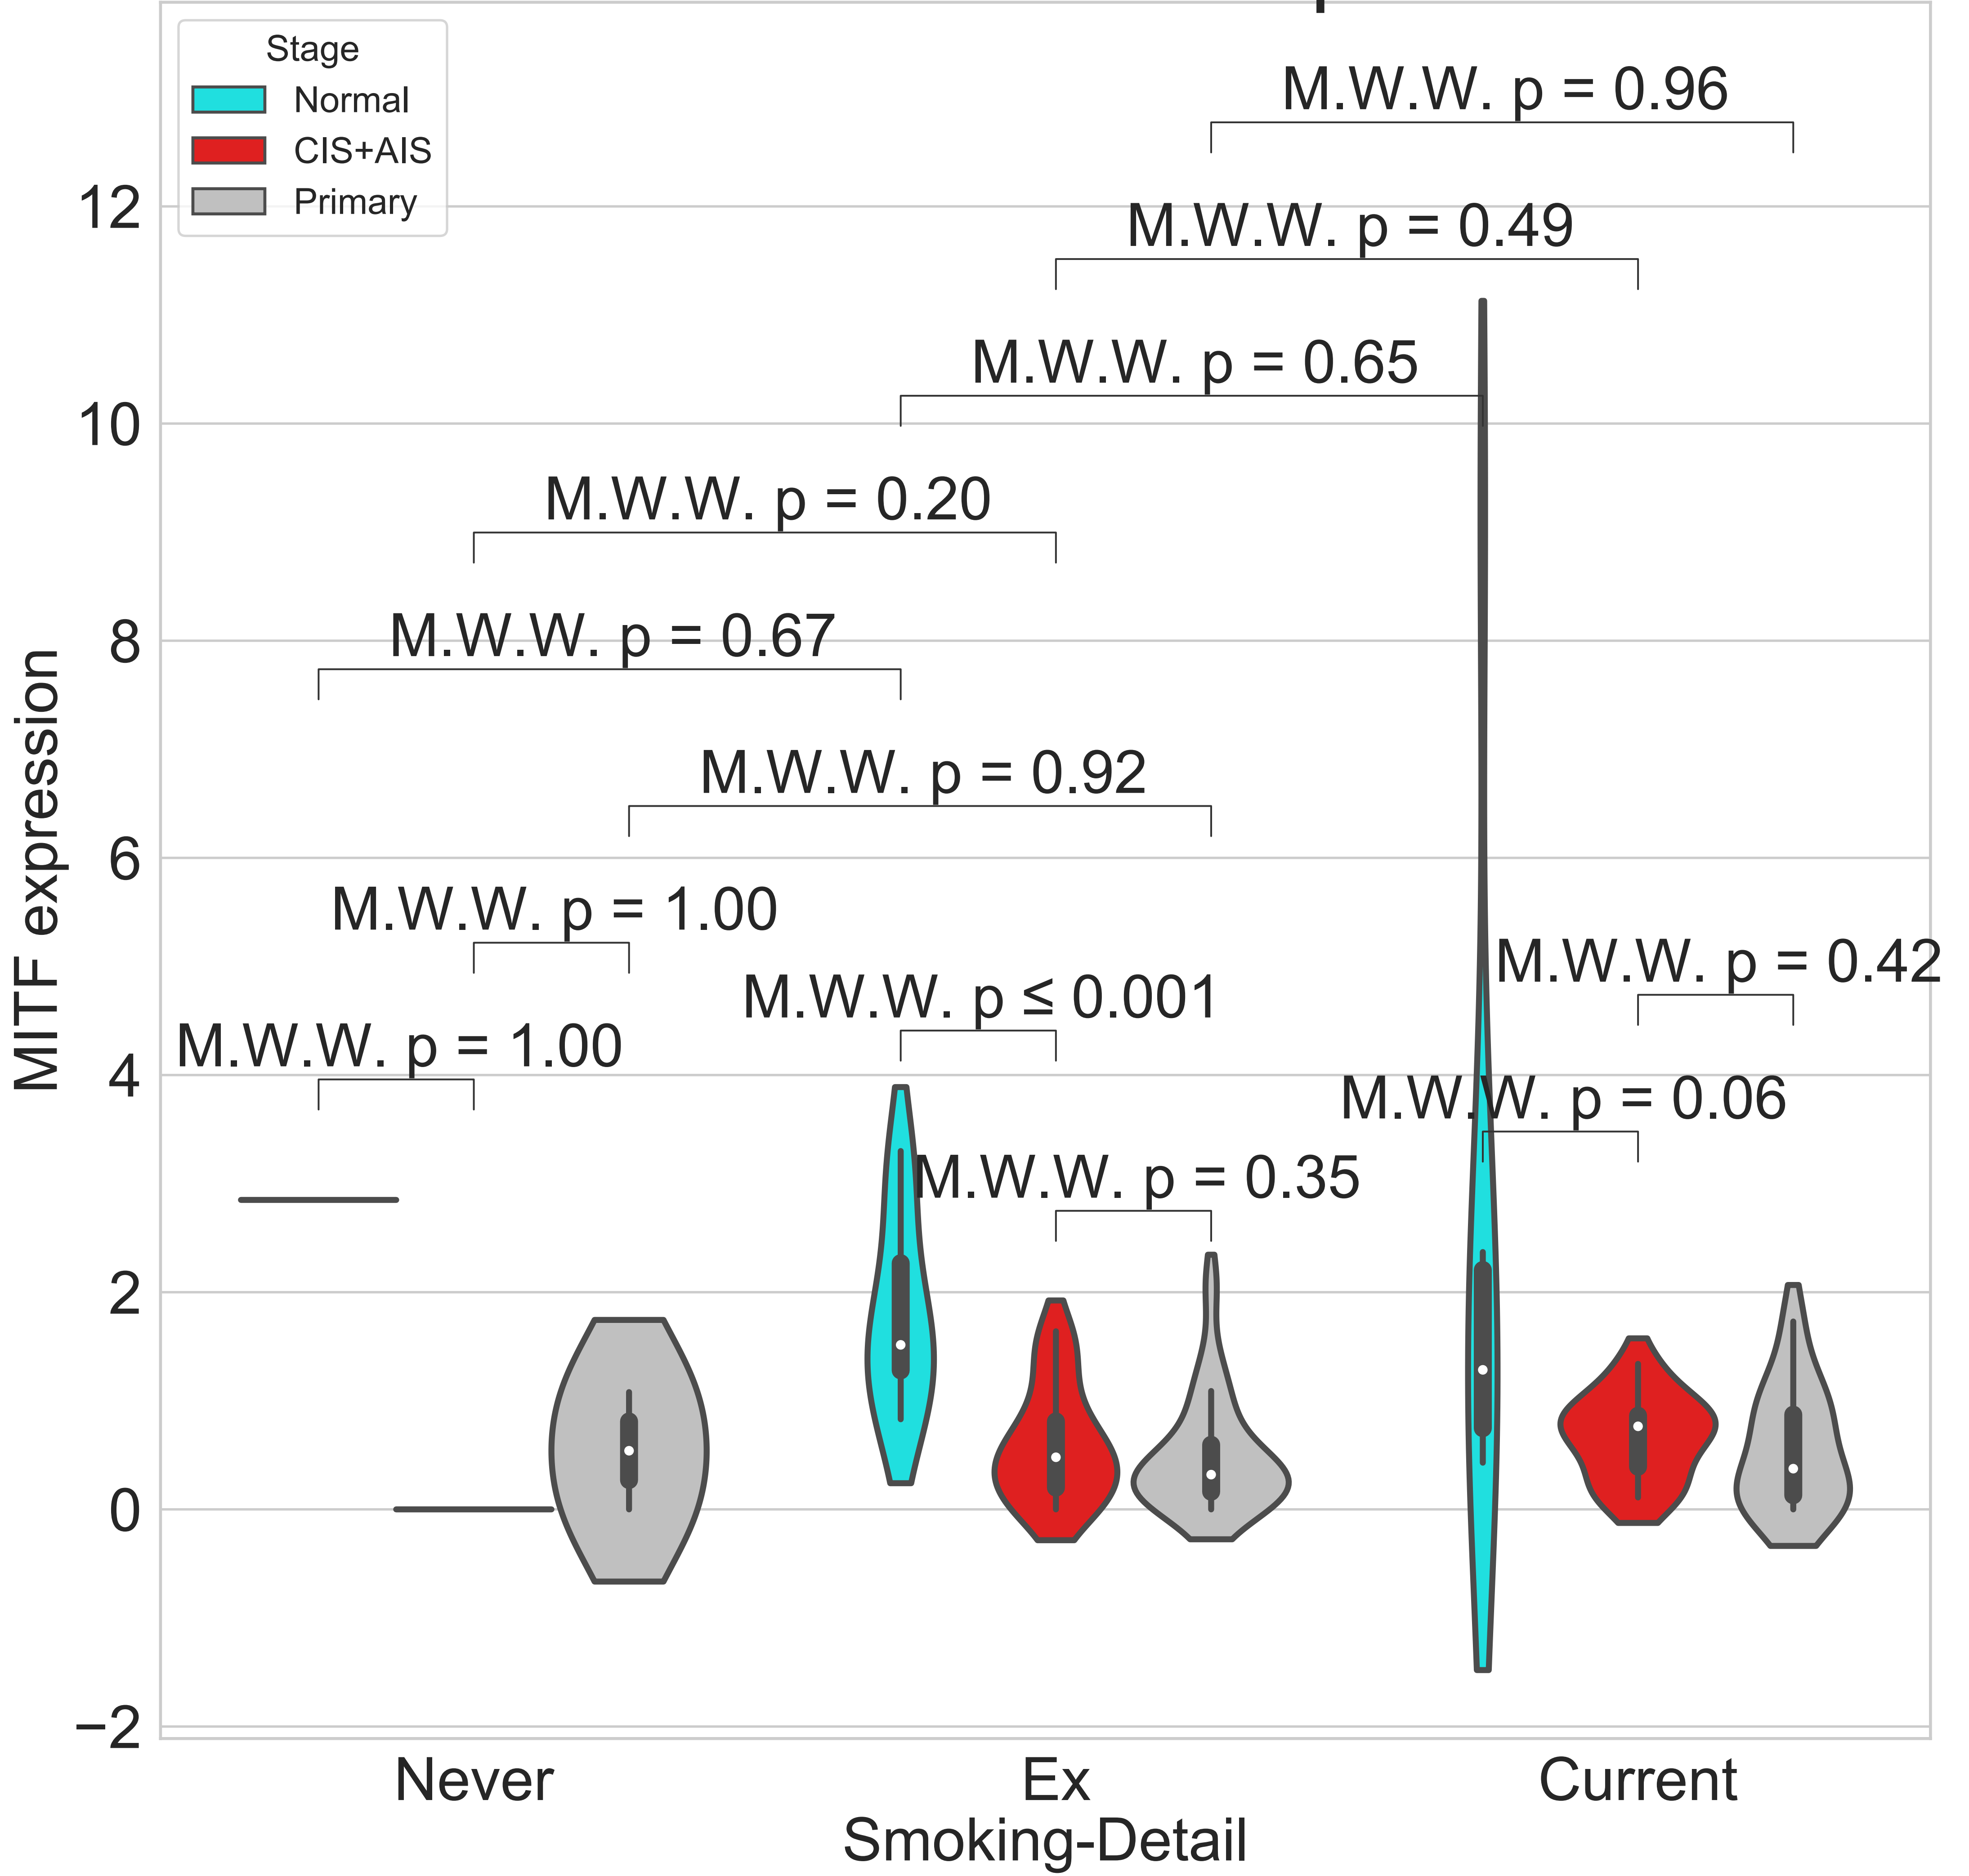 Stage
Normal
CIS+AIS
Primary
M.W.W. p = 0.96
M.W.W. p = 0.49
M.W.W. p = 0.65
M.W.W. p = 0.20
M.W.W. p = 0.67
M.W.W. p = 0.92
M.W.W. p = 1.00
M.W.W. p = 0.42
M.W.W. p ≤ 0.001
M.W.W. p = 1.00
M.W.W. p = 0.06
M.W.W. p = 0.35
12
10
8
6
4
2
0
−2
MITF expression
Never
Ex
Current
Smoking-Detail